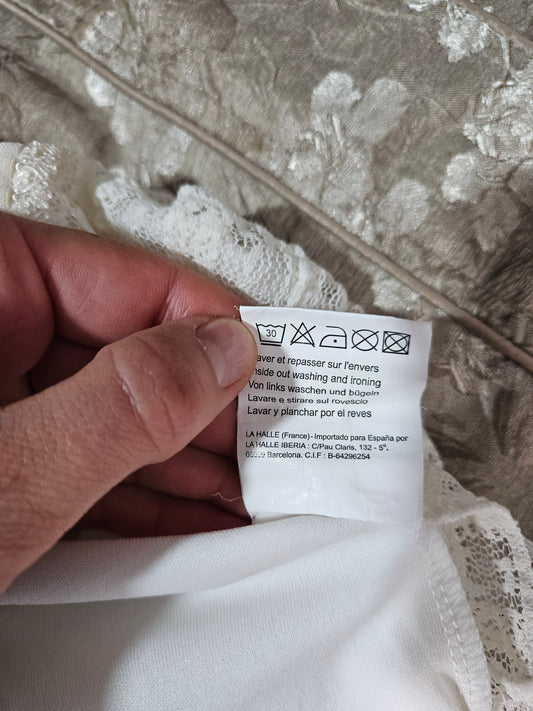 30
laver et repasser sur l'envers
Inside out washing and ironing
Von links waschen und bügeln
Lavare e stirare sul rovescio
Lavar y planchar por el reves
LA HALLE (France)- Importado para España por
LA HALLE IBERIA : C/Pau Claris, 132 - 5º.
Barcelona. C.I.F : B-64296254